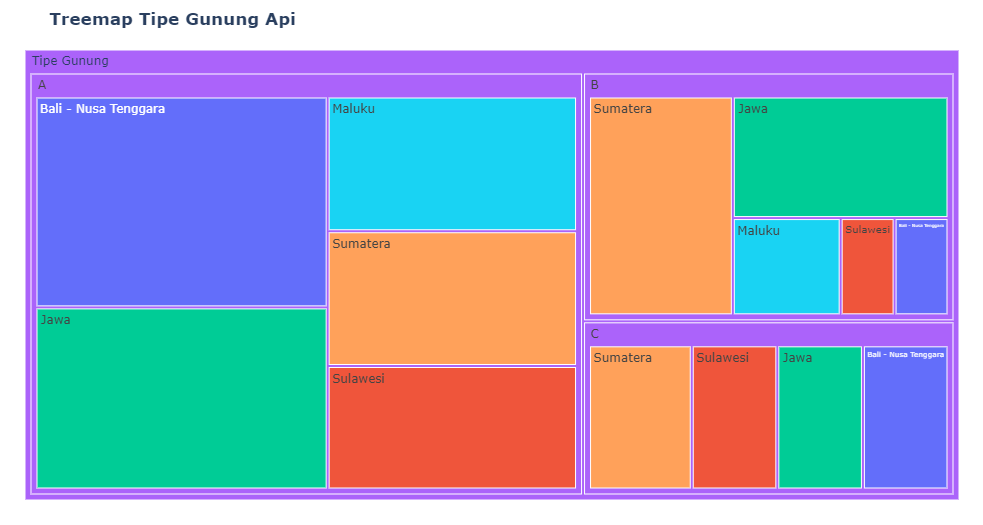 Treemap Tipe Gunung Api
Tipe Gunung
A
Bali - Nusa Tenggara
Maluku
Sumatera
Jawa
Sulawesi
B
Sumatera
Jawa
Maluku
Sulawesi
Bali - Nusa Tenggara
C
Sumatera
Sulawesi
Jawa
Bali - Nusa Tenggara